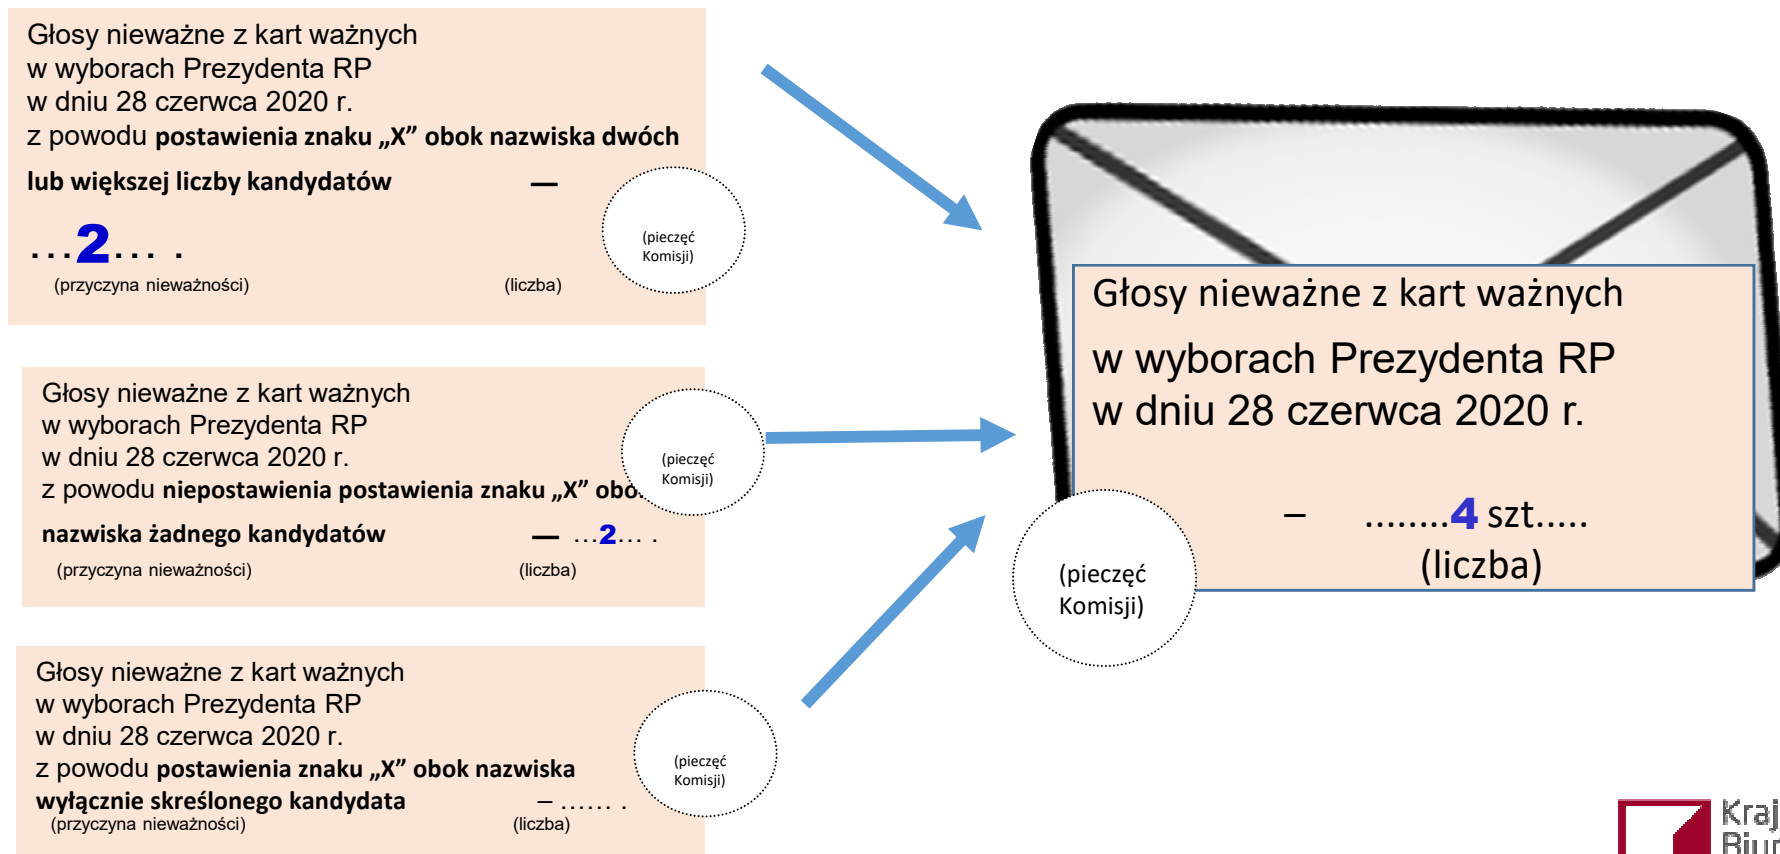 Głosy nieważne z kart ważnych
w wyborach Prezydenta RP
w dniu 28 czerwca 2020 r.
z powodu postawienia znaku „X” obok nazwiska dwóch
lub większej liczby kandydatów —
...2... .
(przyczyna nieważności) (liczba)
(pieczęć
Komisji)
Głosy nieważne z kart ważnych
w wyborach Prezydenta RP
w dniu 28 czerwca 2020 r.
z powodu niepostawienia postawienia znaku „X”
nazwiska żadnego kandydatów — ...2... .
(przyczyna nieważności) (liczba)
(pieczęć
Komisji)
Głosy nieważne z kart ważnych
w wyborach Prezydenta RP
w dniu 28 czerwca 2020 r.
z powodu postawienia znaku „X” obok nazwiska
wyłącznie skreślonego kandydata – ...... .
(przyczyna nieważności) (liczba)
(pieczęć
Komisji)
Głosy nieważne z kart ważnych
w wyborach Prezydenta RP
w dniu 28 czerwca 2020 r.
– ........4 szt.....
(liczba)
(pieczęć
Komisji)